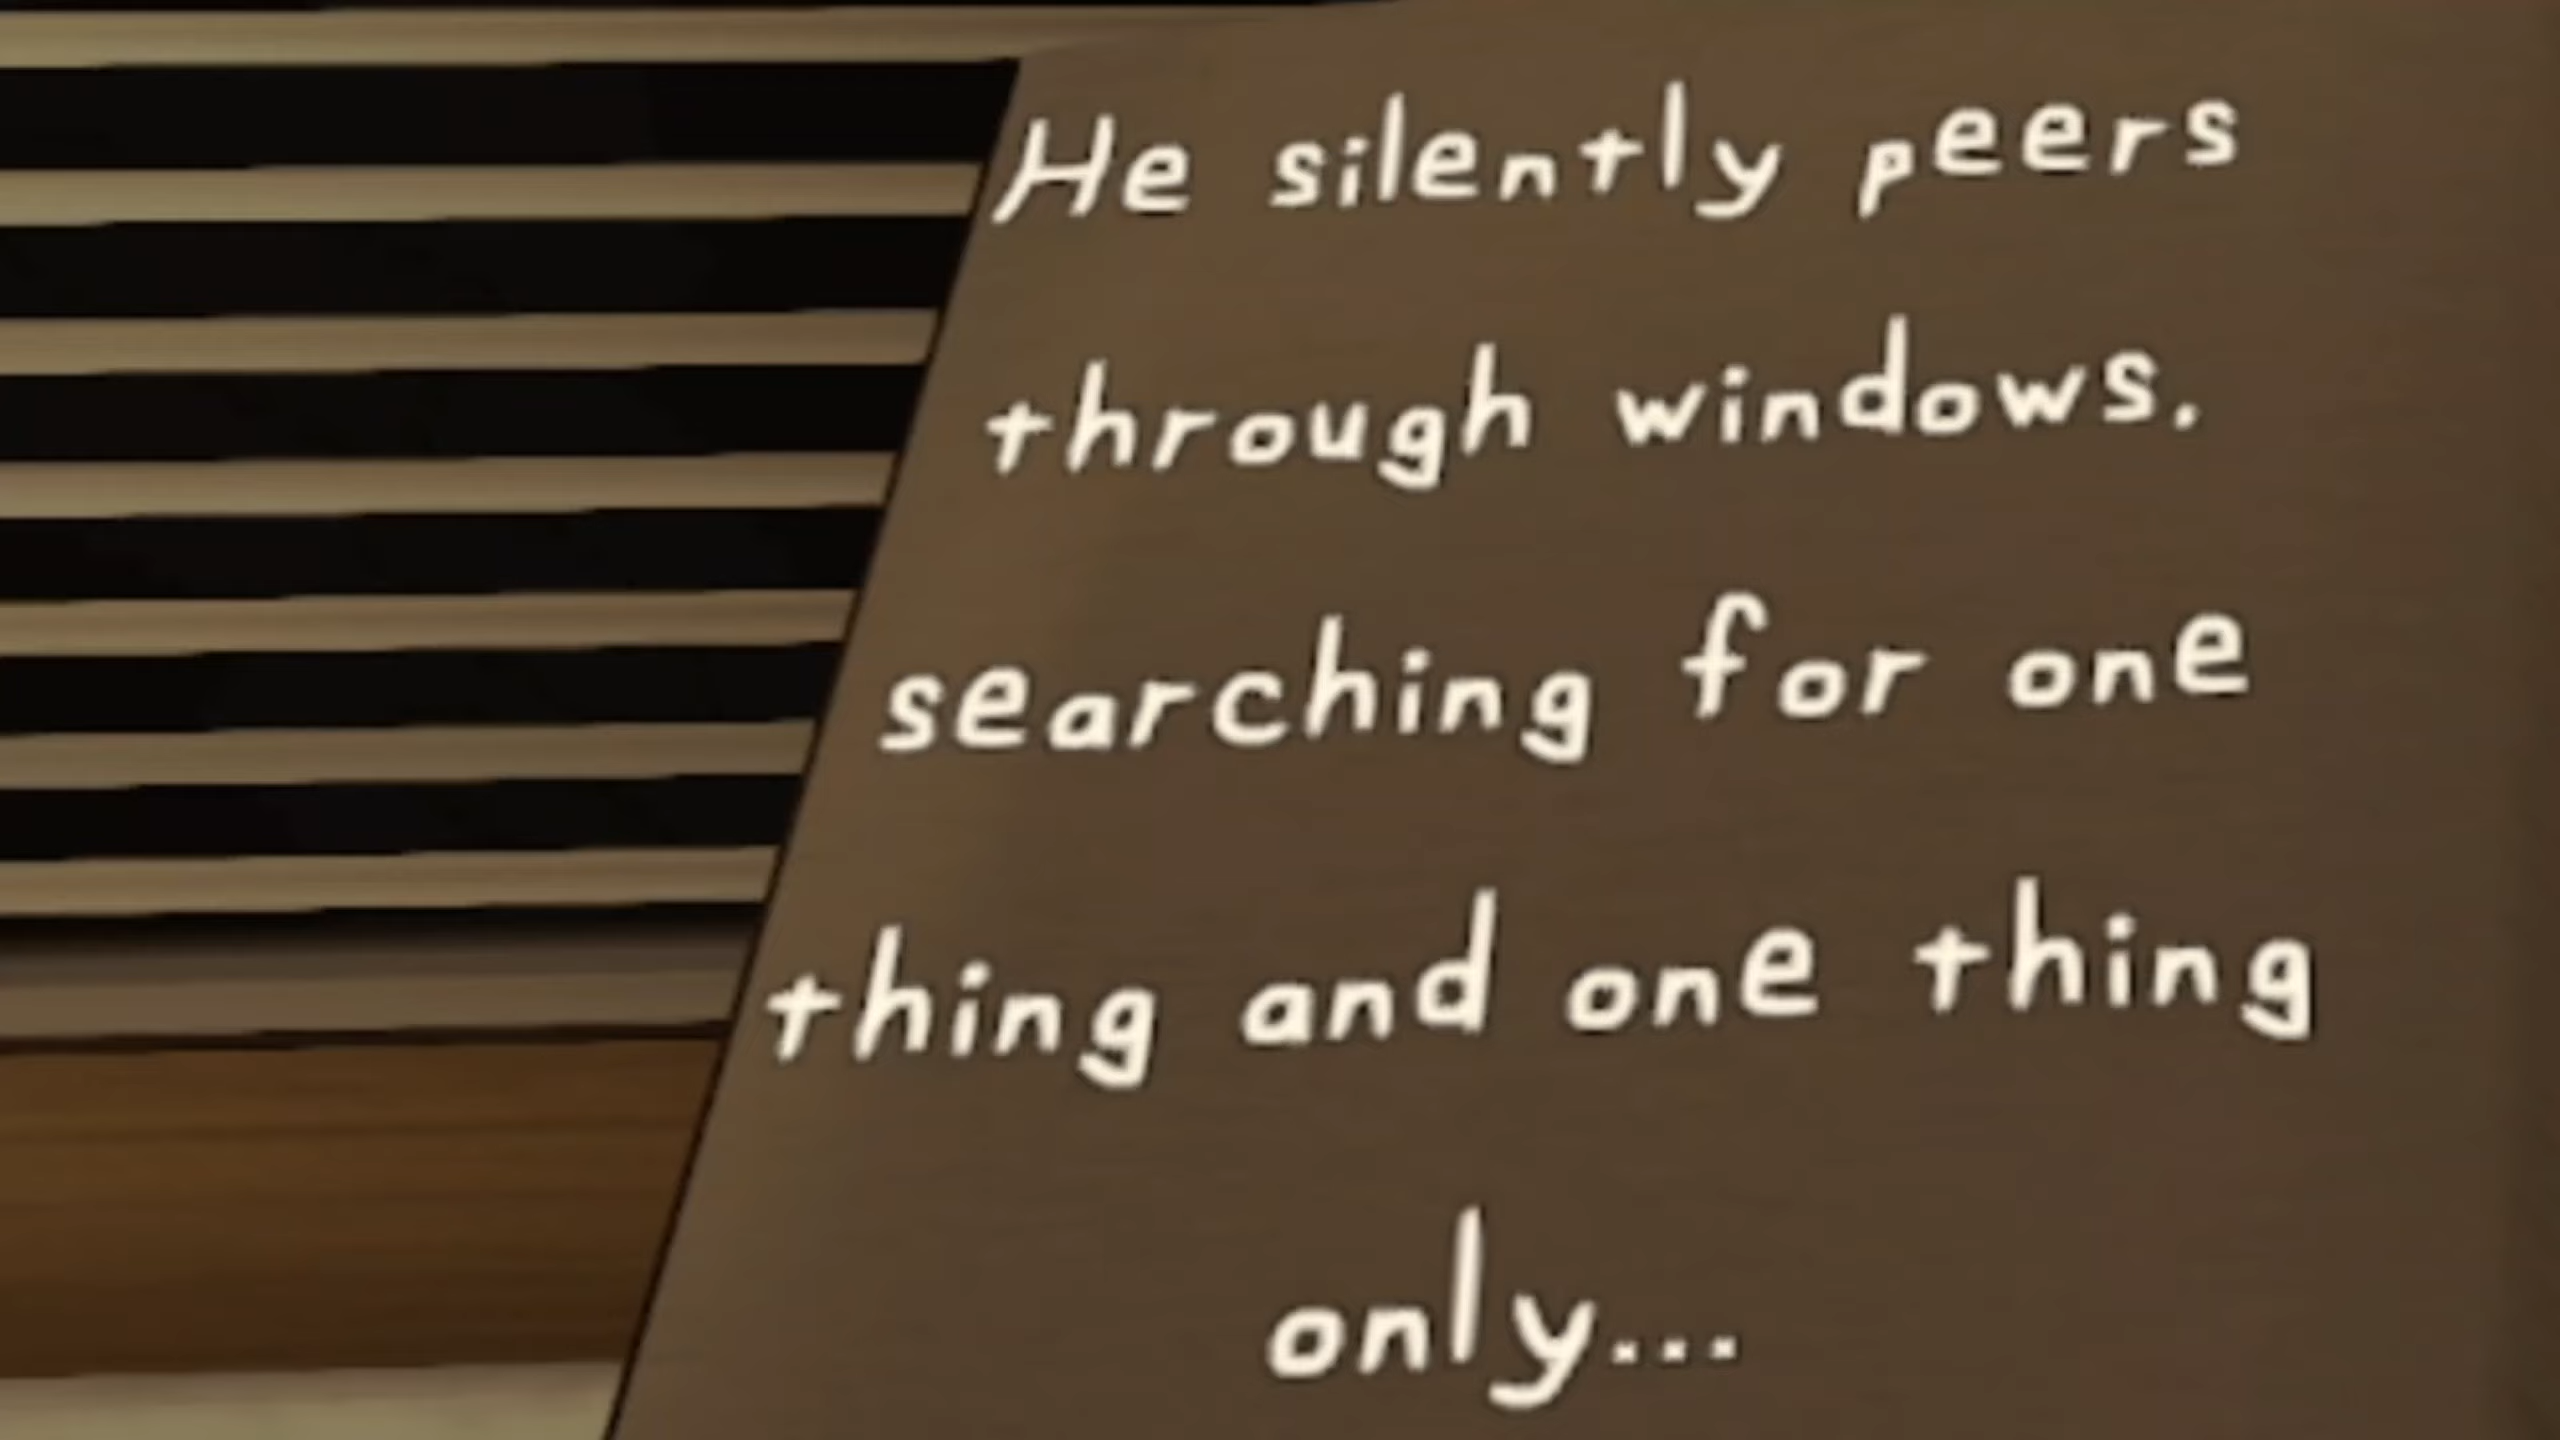 He silently peers
through windows.
searching for one
thing and one thing
only...